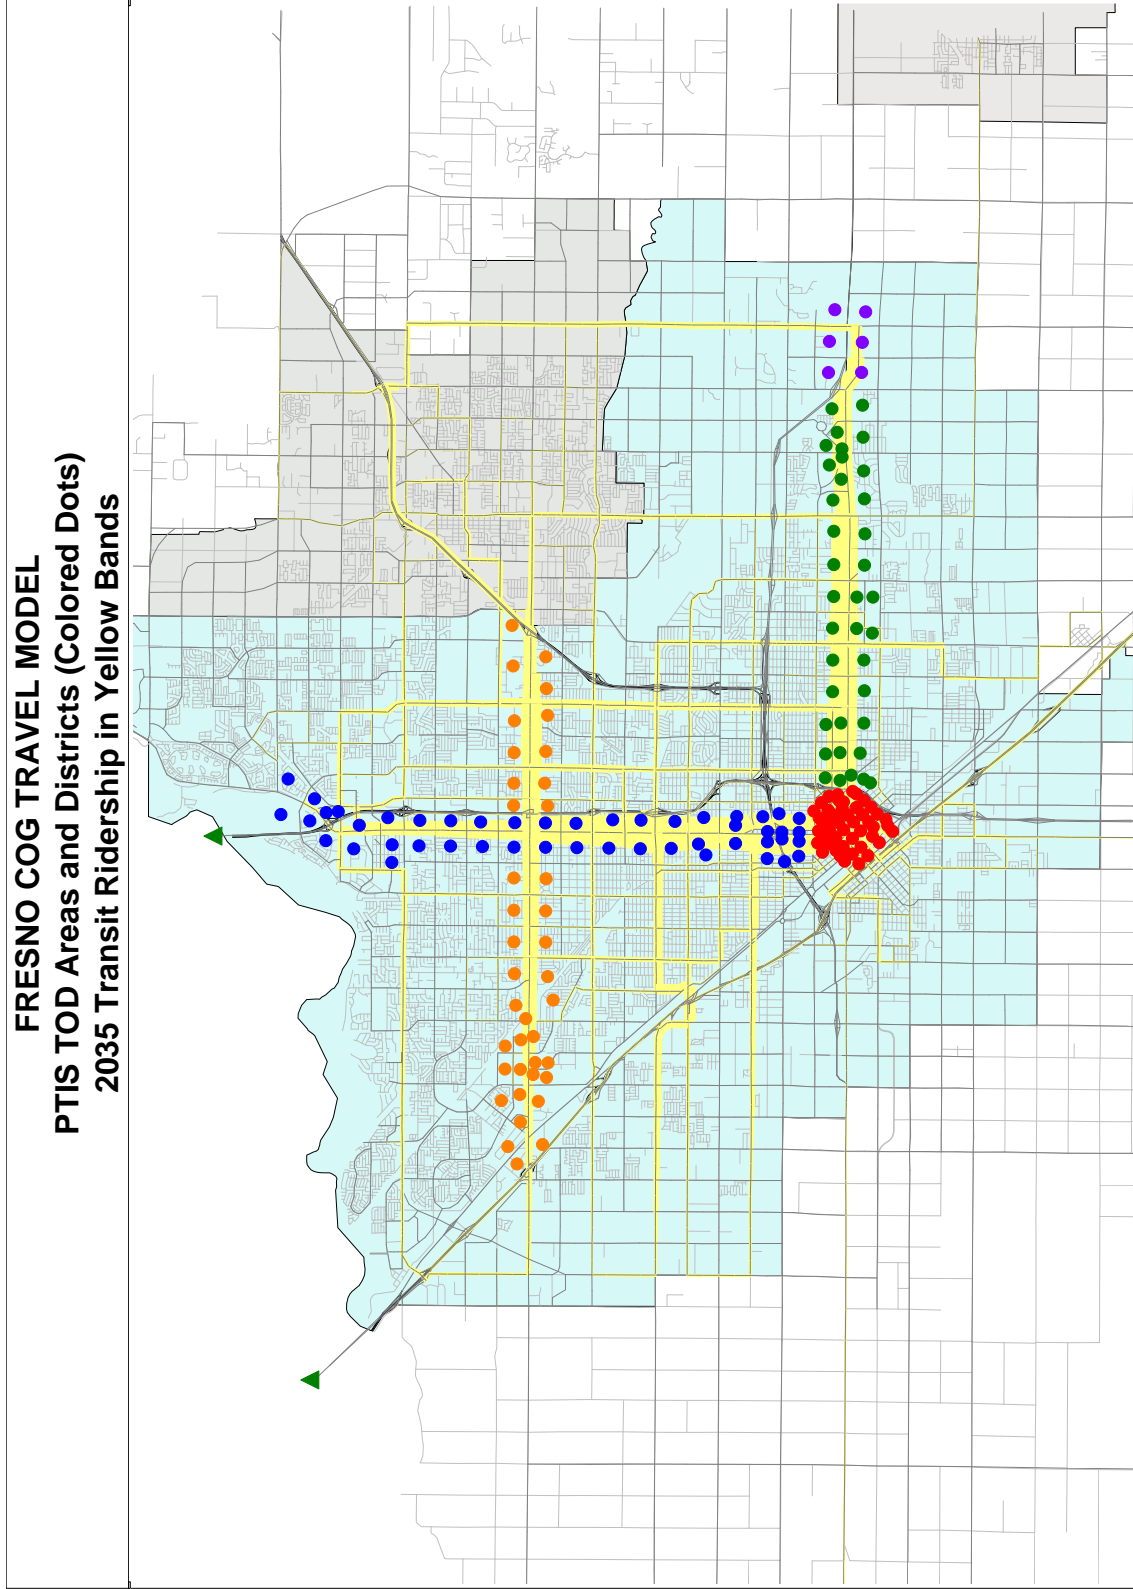 FRESNO COG TRAVEL MODEL
PTIS TOD Areas and Districts (Colored Dots)
2035 Transit Ridership in Yellow Bands